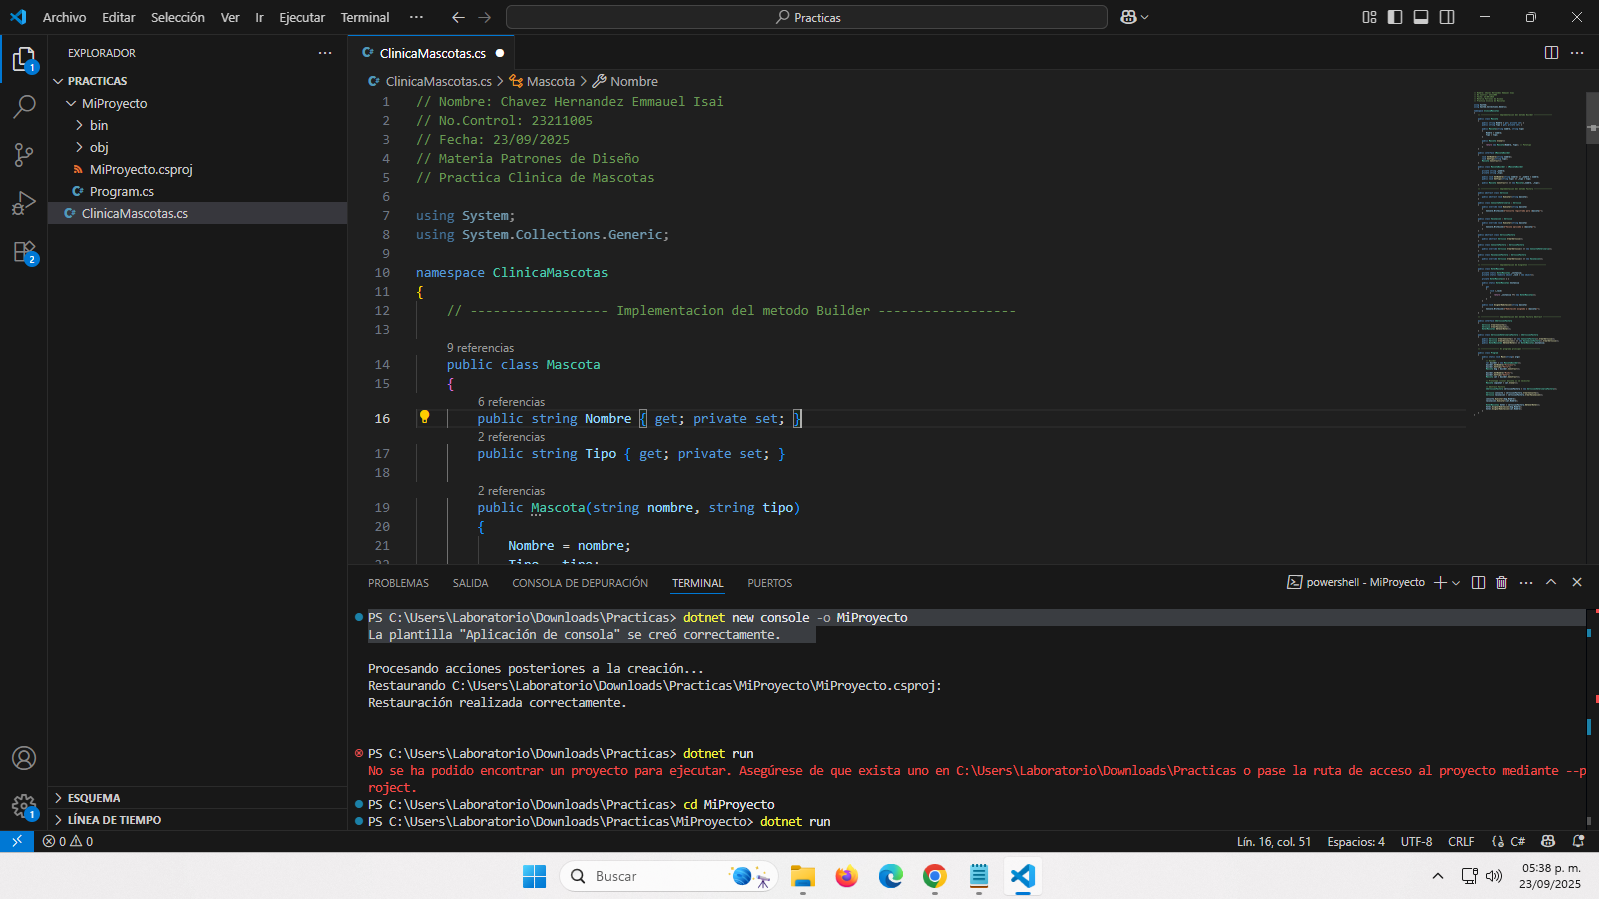 Archivo Editar Selección Ver Ir Ejecutar Terminal ··· Practicas
EXPLORADOR
PRACTICAS
MiProyecto
bin
obj
MiProyecto.csproj
Program.cs
ClinicaMascotas.cs
ESQUEMA
LÍNEA DE TIEMPO
1
2
1
ClinicaMascotas.cs
ClinicaMascotas.cs > Mascota > Nombre
1 // Nombre: Chavez Hernandez Emmauel Isai
2 // No.Control: 23211005
3 // Fecha: 23/09/2025
4 // Materia Patrones de Diseño
5 // Practica Clinica de Mascotas
6
7 using System;
8 using System.Collections.Generic;
9
10 namespace ClinicaMascotas
11 {
12 // ------------------ Implementacion del metodo Builder ------------------
13
9 referencias
14 public class Mascota
15 {
6 referencias
16 public string Nombre { get; private set; }
2 referencias
17 public string Tipo { get; private set; }
18
2 referencias
19 public Mascota(string nombre, string tipo)
20 {
21 Nombre = nombre;
22 Tipo = tipo;
PROBLEMAS SALIDA CONSOLA DE DEPURACIÓN TERMINAL PUERTOS powershell - MiProyecto
PS C:\Users\Laboratorio\Downloads\Practicas> dotnet new console -o MiProyecto
La plantilla "Aplicación de consola" se creó correctamente.
Procesando acciones posteriores a la creación...
Restaurando C:\Users\Laboratorio\Downloads\Practicas\MiProyecto\MiProyecto.csproj:
Restauración realizada correctamente.
PS C:\Users\Laboratorio\Downloads\Practicas> dotnet run
No se ha podido encontrar un proyecto para ejecutar. Asegúrese de que exista uno en C:\Users\Laboratorio\Downloads\Practicas o pase la ruta de acceso al proyecto mediante --p
roject.
PS C:\Users\Laboratorio\Downloads\Practicas> cd MiProyecto
PS C:\Users\Laboratorio\Downloads\Practicas\MiProyecto> dotnet run
0 0 Lín. 16, col. 51 Espacios: 4 UTF-8 CRLF {} C#
Buscar
05:38 p. m.
23/09/2025